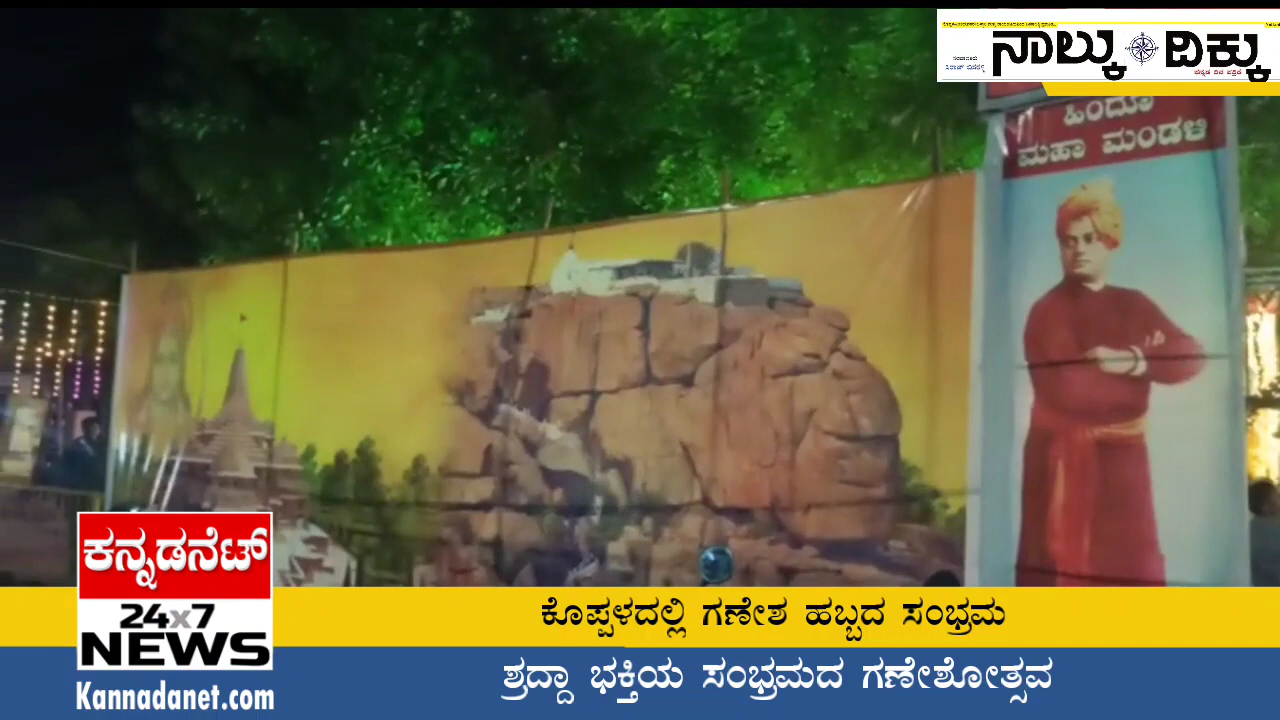 ನಾಲ್ಕು ದಿಕ್ಕು
ಹಿಂದೂ
ಮಹಾ ಮಂಡಳಿ
ಕನ್ನಡನೆಟ್
24x7
NEWS
Kannadanet.com
ಕೊಪ್ಪಳದಲ್ಲಿ ಗಣೇಶ ಹಬ್ಬದ ಸಂಭ್ರಮ
ಶ್ರದ್ದಾ ಭಕ್ತಿಯ ಸಂಭ್ರಮದ ಗಣೇಶೋತ್ಸವ